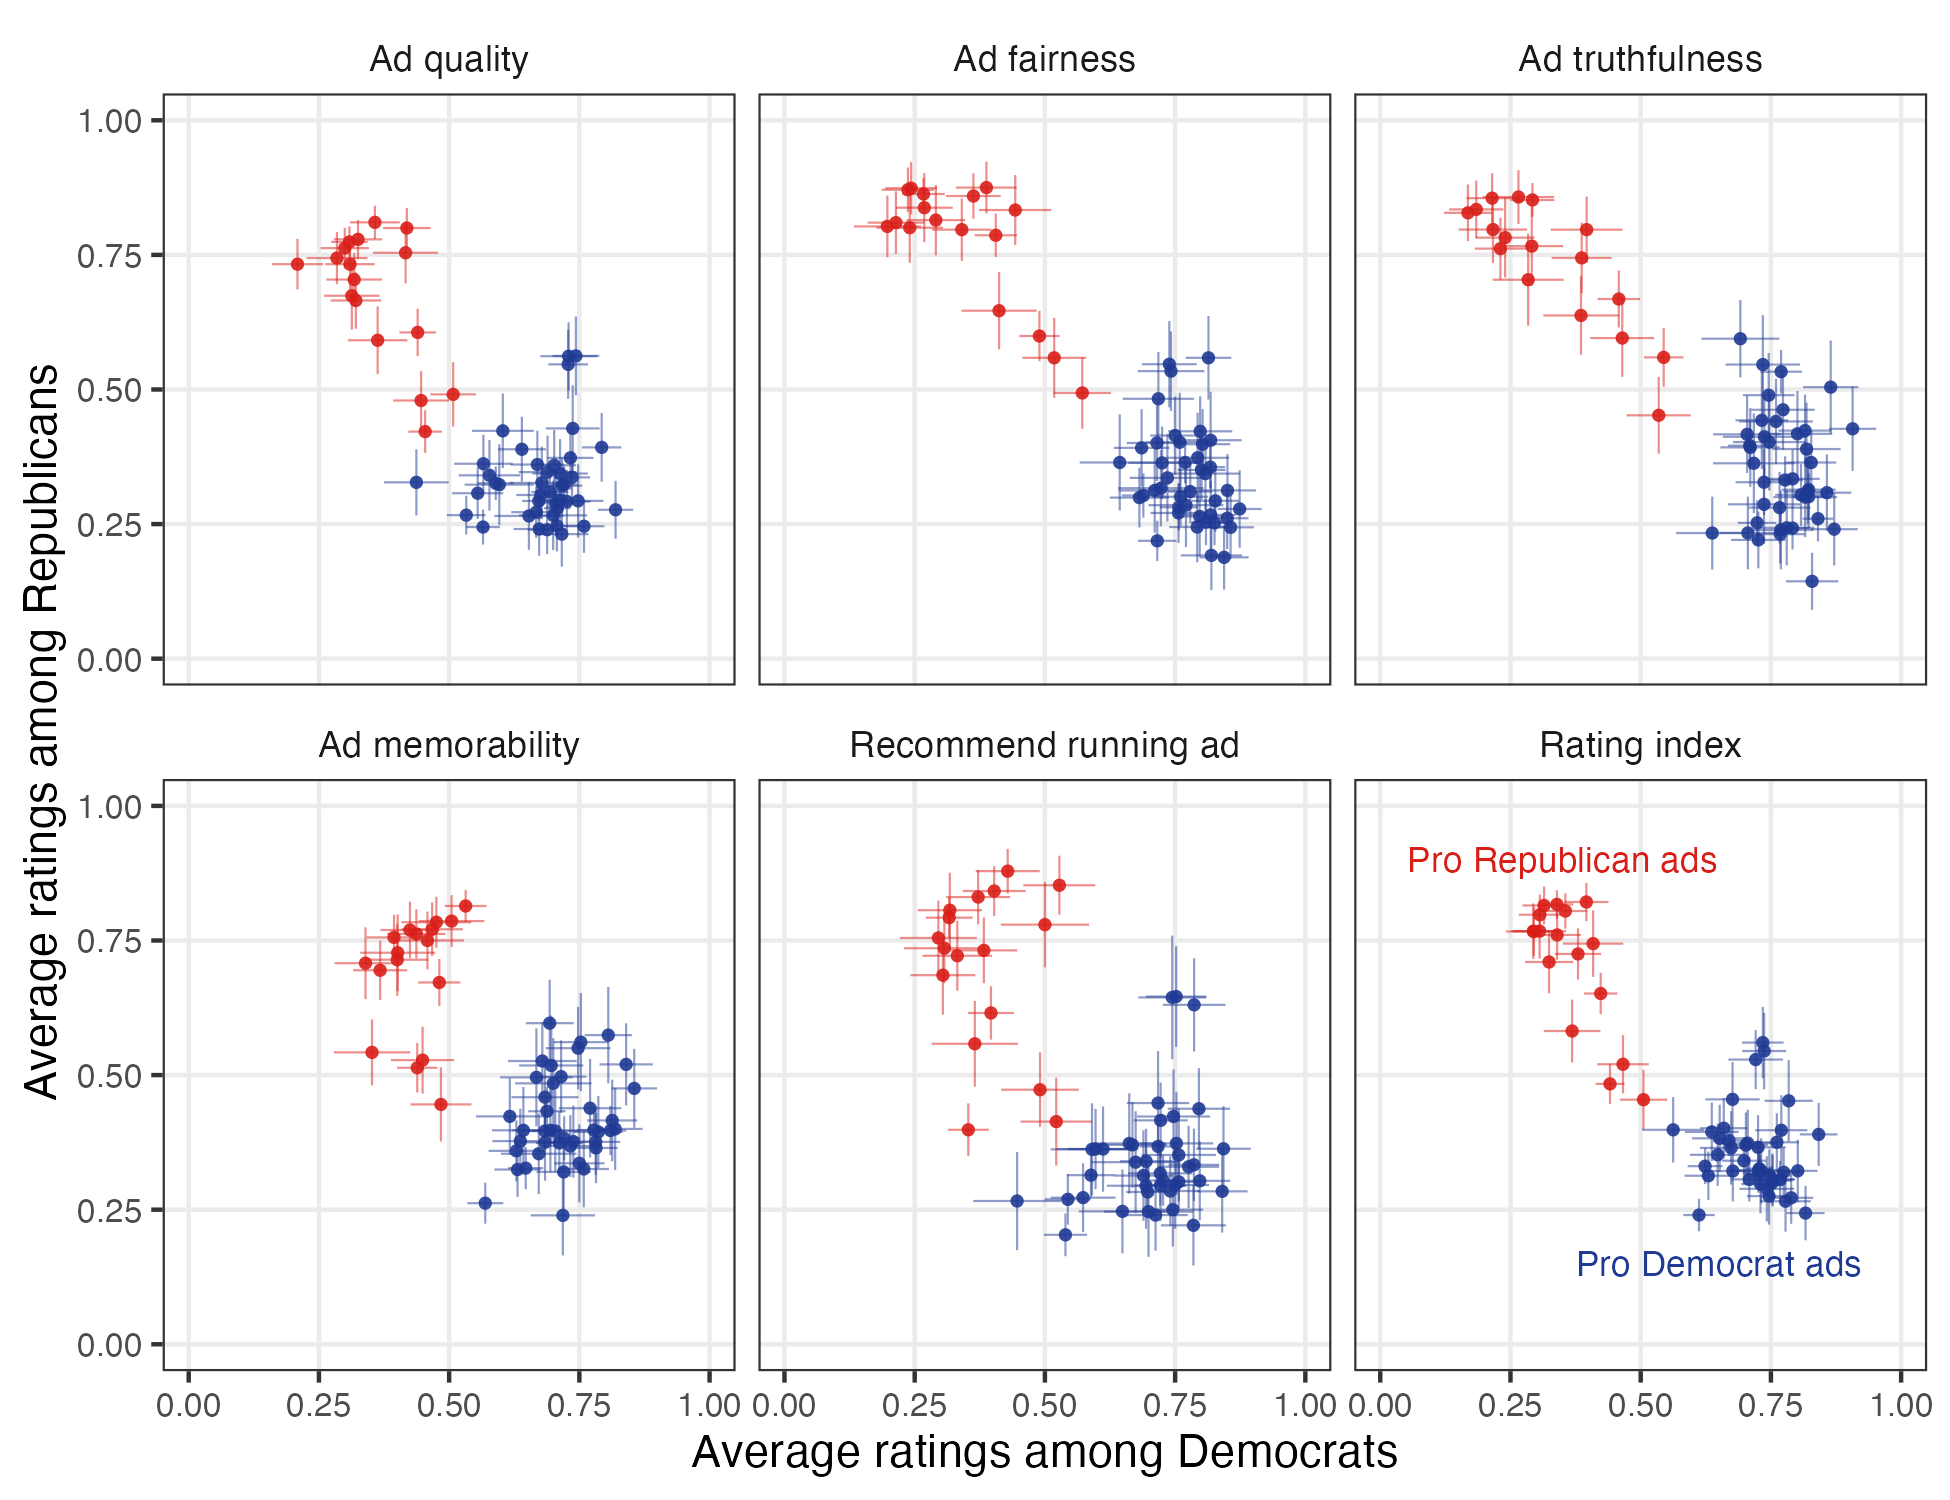 Ad quality
Ad fairness
Ad truthfulness
1.00
0.75
0.50
0.25
0.00
Average ratings among Republicans
Ad memorability
Recommend running ad
Rating index
1.00
0.75
0.50
0.25
0.00
Pro Republican ads
Pro Democrat ads
0.00 0.25 0.50 0.75 1.00 0.00 0.25 0.50 0.75 1.00 0.00 0.25 0.50 0.75 1.00
Average ratings among Democrats